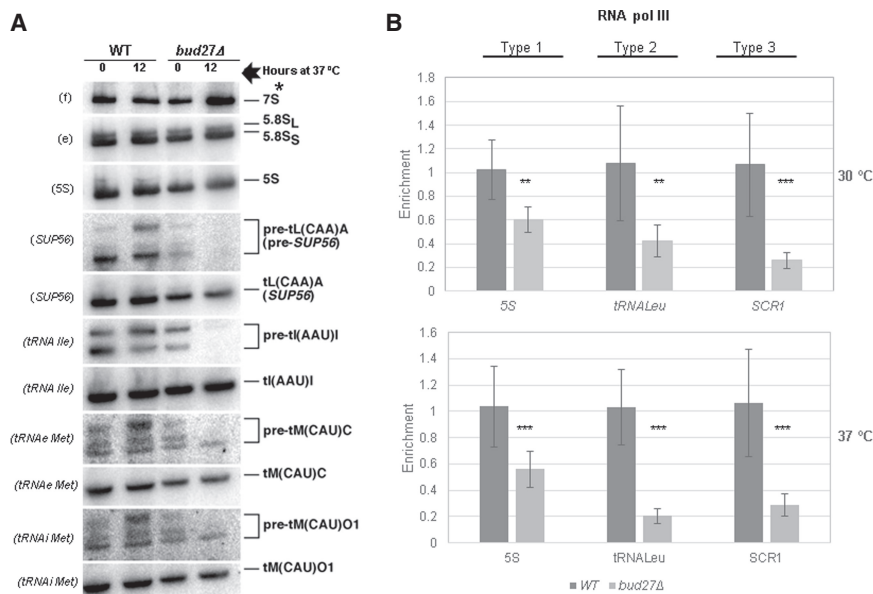 A
WT bud27Δ
0 12 0 12
Hours at 37 ºC
*
(f) 7S
5.8SL
(e) 5.8SS
(5S) 5S
(SUP56) pre-tL(CAA)A
(pre-SUP56)
(SUP56) tL(CAA)A
(SUP56)
(tRNA Ile) pre-tI(AAU)I
(tRNA Ile) tI(AAU)I
(tRNAe Met) pre-tM(CAU)C
(tRNAe Met) tM(CAU)C
(tRNAi Met) pre-tM(CAU)O1
(tRNAi Met) tM(CAU)O1
B
RNA pol III
Type 1 Type 2 Type 3
Enrichment
1.8
1.6
1.4
1.2
1
0.8
0.6
0.4
0.2
0
** ** ***
30 ºC
5S tRNALeu SCR1
Enrichment
1.6
1.4
1.2
1
0.8
0.6
0.4
0.2
0
*** *** ***
37 ºC
5S tRNALeu SCR1
WT bud27Δ